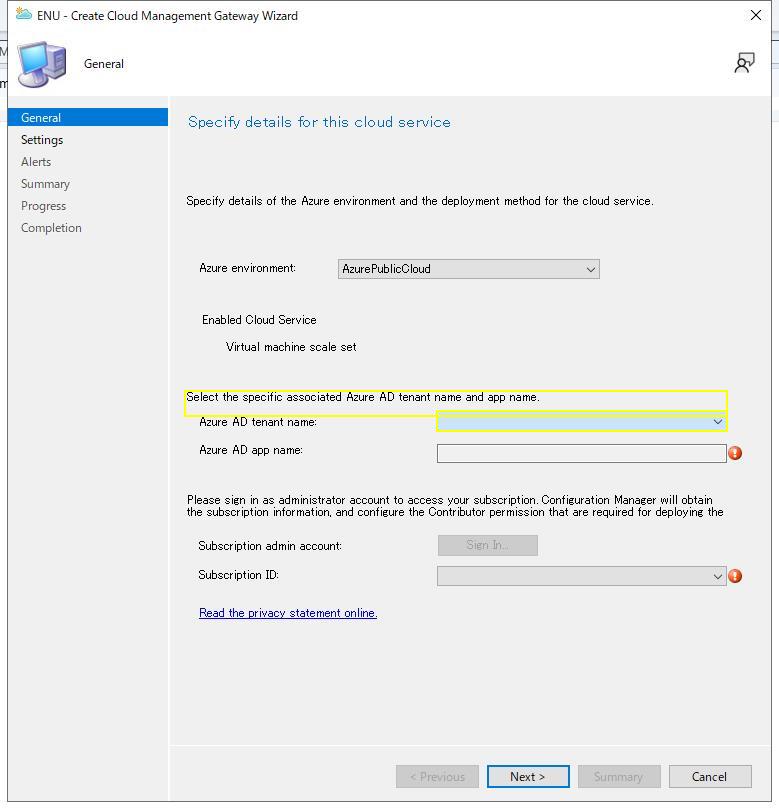 ENU - Create Cloud Management Gateway Wizard
General
General
Settings
Alerts
Summary
Progress
Completion
Specify details for this cloud service
Specify details of the Azure environment and the deployment method for the cloud service.
Azure environment: AzurePublicCloud
Enabled Cloud Service
Virtual machine scale set
Select the specific associated Azure AD tenant name and app name.
Azure AD tenant name:
Azure AD app name:
Please sign in as administrator account to access your subscription. Configuration Manager will obtain
the subscription information, and configure the Contributor permission that are required for deploying the
Subscription admin account: Sign In...
Subscription ID:
Read the privacy statement online.
< Previous Next > Summary Cancel